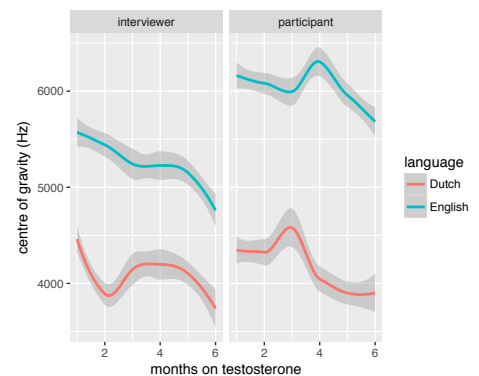 interviewer participant
6000
5000
4000
centre of gravity (Hz)
2 4 6 2 4 6
months on testosterone
language
Dutch
English